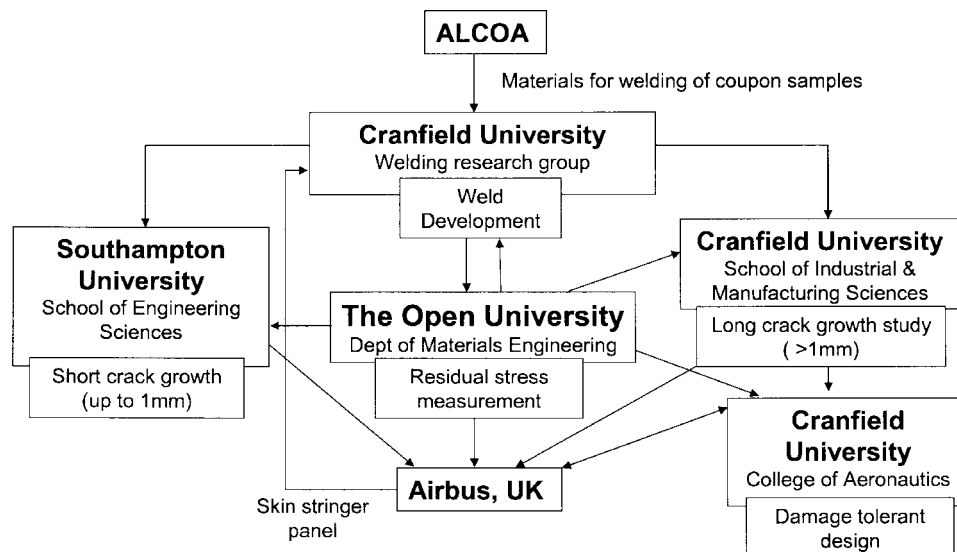 ALCOA
Materials for welding of coupon samples
Cranfield University
Welding research group
Weld
Development
Southampton
University
School of Engineering
Sciences
Short crack growth
(up to 1mm)
The Open University
Dept of Materials Engineering
Residual stress
measurement
Cranfield University
School of Industrial &
Manufacturing Sciences
Long crack growth study
( >1mm)
Cranfield
University
College of Aeronautics
Damage tolerant
design
Airbus, UK
Skin stringer
panel